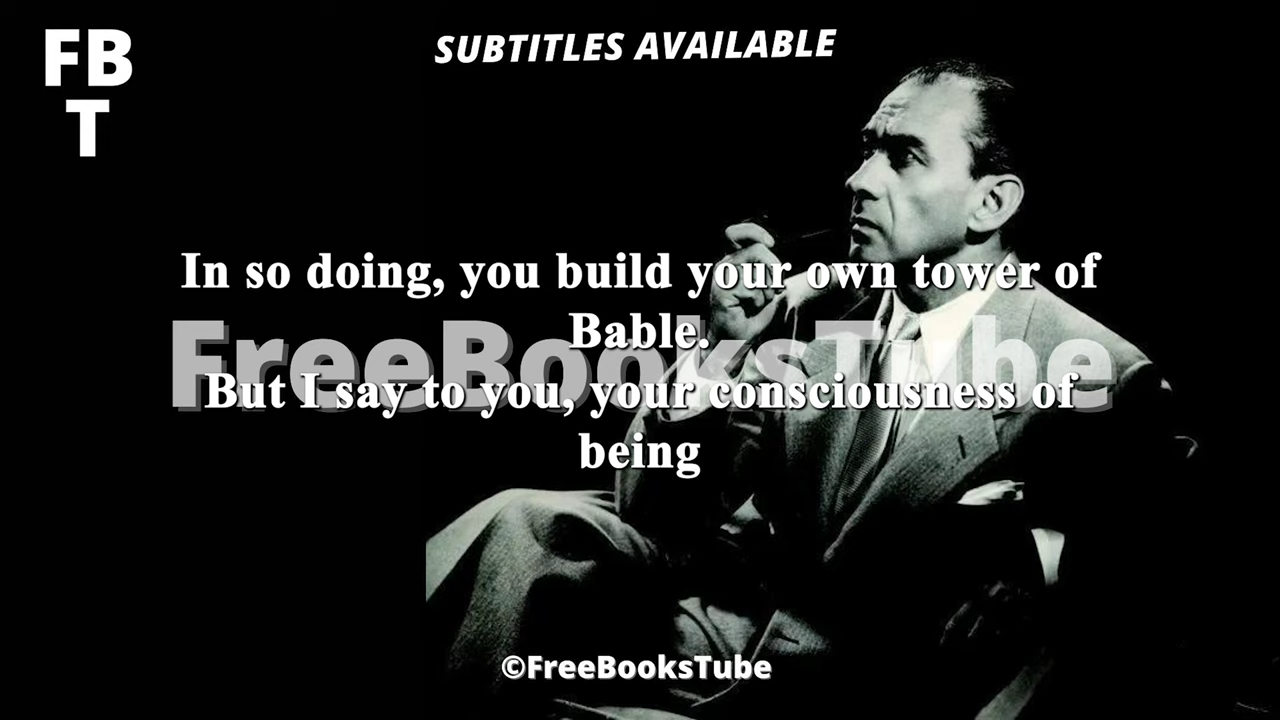 FB
T
SUBTITLES AVAILABLE
In so doing, you build your own tower of
Bable.
FreeBooksTube
But I say to you, your consciousness of
being
©FreeBooksTube